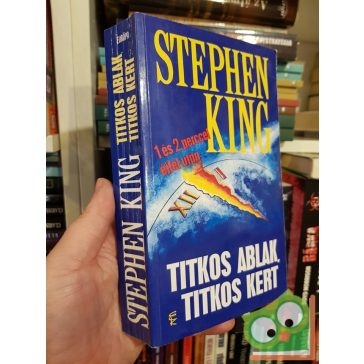 STEPHEN
KING
1 és 2 perccel
éjfél után
XII
I
TITKOS ABLAK,
TITKOS KERT
Európa
STEPHEN KING
TITKOS ABLAK,
TITKOS KERT